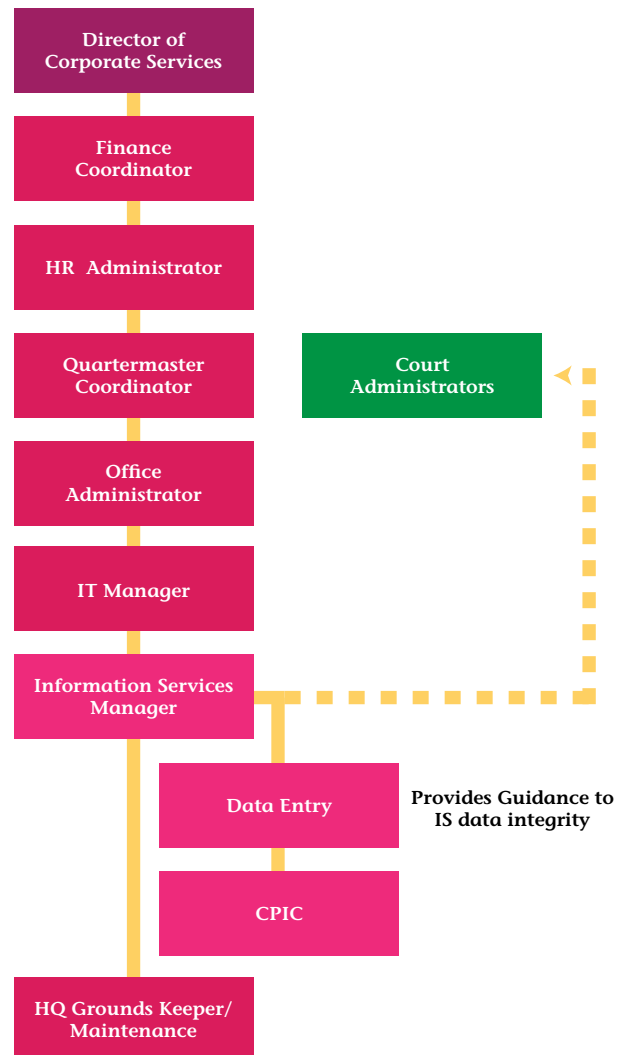 Director of
Corporate Services
Finance
Coordinator
HR Administrator
Quartermaster
Coordinator
Court
Administrators
Office
Administrator
IT Manager
Information Services
Manager
Data Entry
Provides Guidance to
IS data integrity
CPIC
HQ Grounds Keeper/
Maintenance